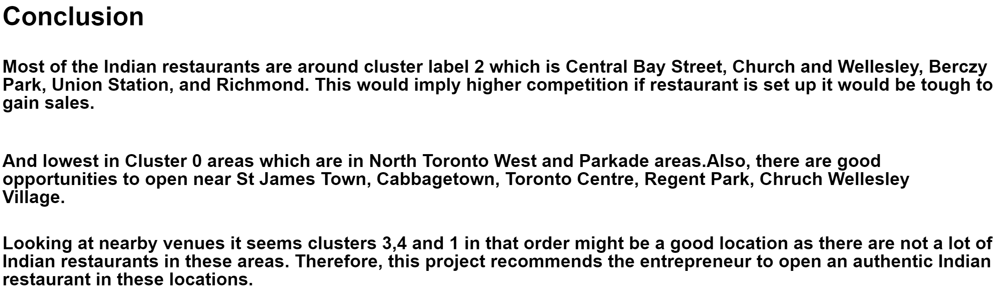 Conclusion
Most of the Indian restaurants are around cluster label 2 which is Central Bay Street, Church and Wellesley, Berczy
Park, Union Station, and Richmond. This would imply higher competition if restaurant is set up it would be tough to
gain sales.
And lowest in Cluster 0 areas which are in North Toronto West and Parkade areas.Also, there are good
opportunities to open near St James Town, Cabbagetown, Toronto Centre, Regent Park, Chruch Wellesley
Village.
Looking at nearby venues it seems clusters 3,4 and 1 in that order might be a good location as there are not a lot of
Indian restaurants in these areas. Therefore, this project recommends the entrepreneur to open an authentic Indian
restaurant in these locations.